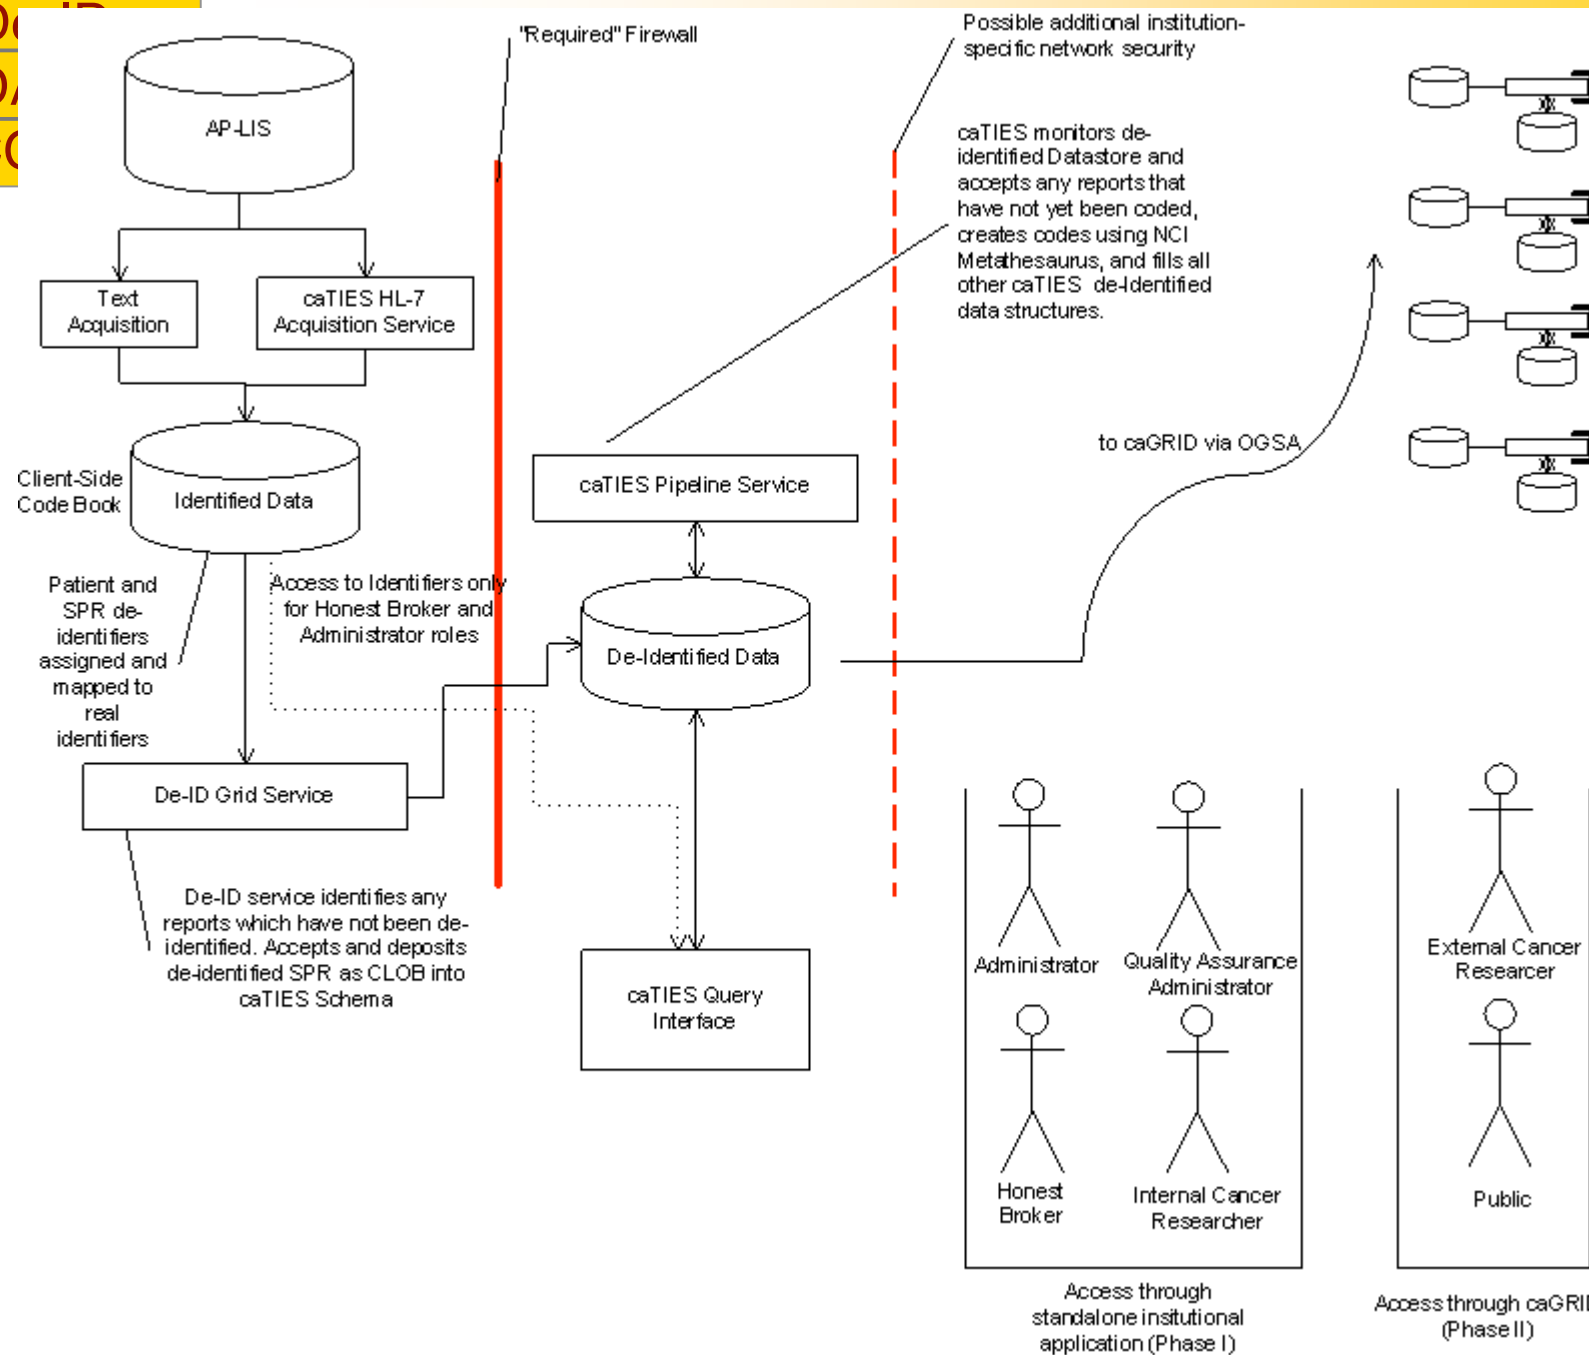 "Required" Firewall
Possible additional institution-
specific network security
AP-LIS
caTIES monitors de-
identified Datastore and
accepts any reports that
have not yet been coded,
creates codes using NCI
Metathesaurus, and fills all
other caTIES de-Identified
data structures.
Text
Acquisition
caTIES HL-7
Acquisition Service
to caGRID via OGSA
Client-Side
Code Book
Identified Data
caTIES Pipeline Service
Patient and
SPR de-
identifiers
assigned and
mapped to
real
identifiers
Access to Identifiers only
for Honest Broker and
Administrator roles
De-Identified Data
De-ID Grid Service
De-ID service identifies any
reports which have not been de-
identified. Accepts and deposits
de-identified SPR as CLOB into
caTIES Schema
caTIES Query
Interface
Administrator
Quality Assurance
Administrator
External Cancer
Researcer
Honest
Broker
Internal Cancer
Researcher
Public
Access through
standalone insitutional
application (Phase I)
Access through caGRID
(Phase II)